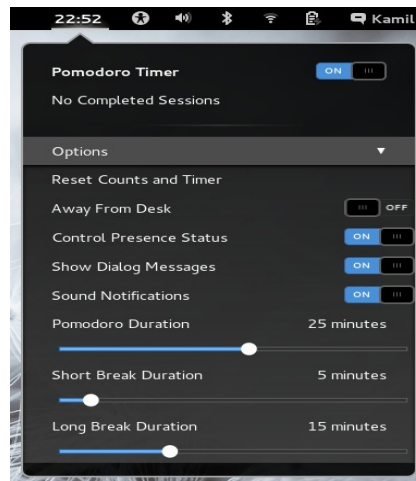 22:52 Kamil
Pomodoro Timer ON
No Completed Sessions
Options
Reset Counts and Timer
Away From Desk OFF
Control Presence Status ON
Show Dialog Messages ON
Sound Notifications ON
Pomodoro Duration 25 minutes
Short Break Duration 5 minutes
Long Break Duration 15 minutes